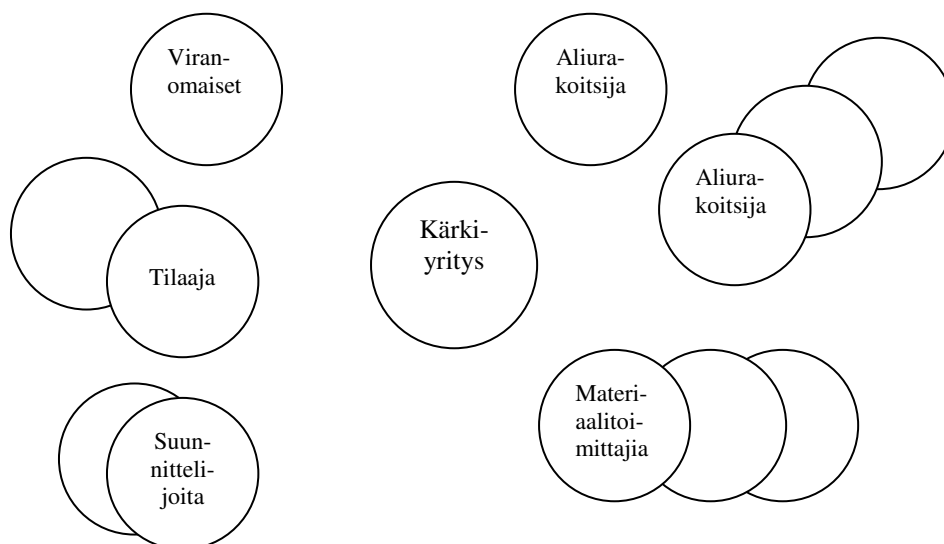 Viran-
omaiset
Aliura-
koitsija
Aliura-
koitsija
Kärki-
yritys
Tilaaja
Materi-
aalitoi-
mittajia
Suun-
nitteli-
joita